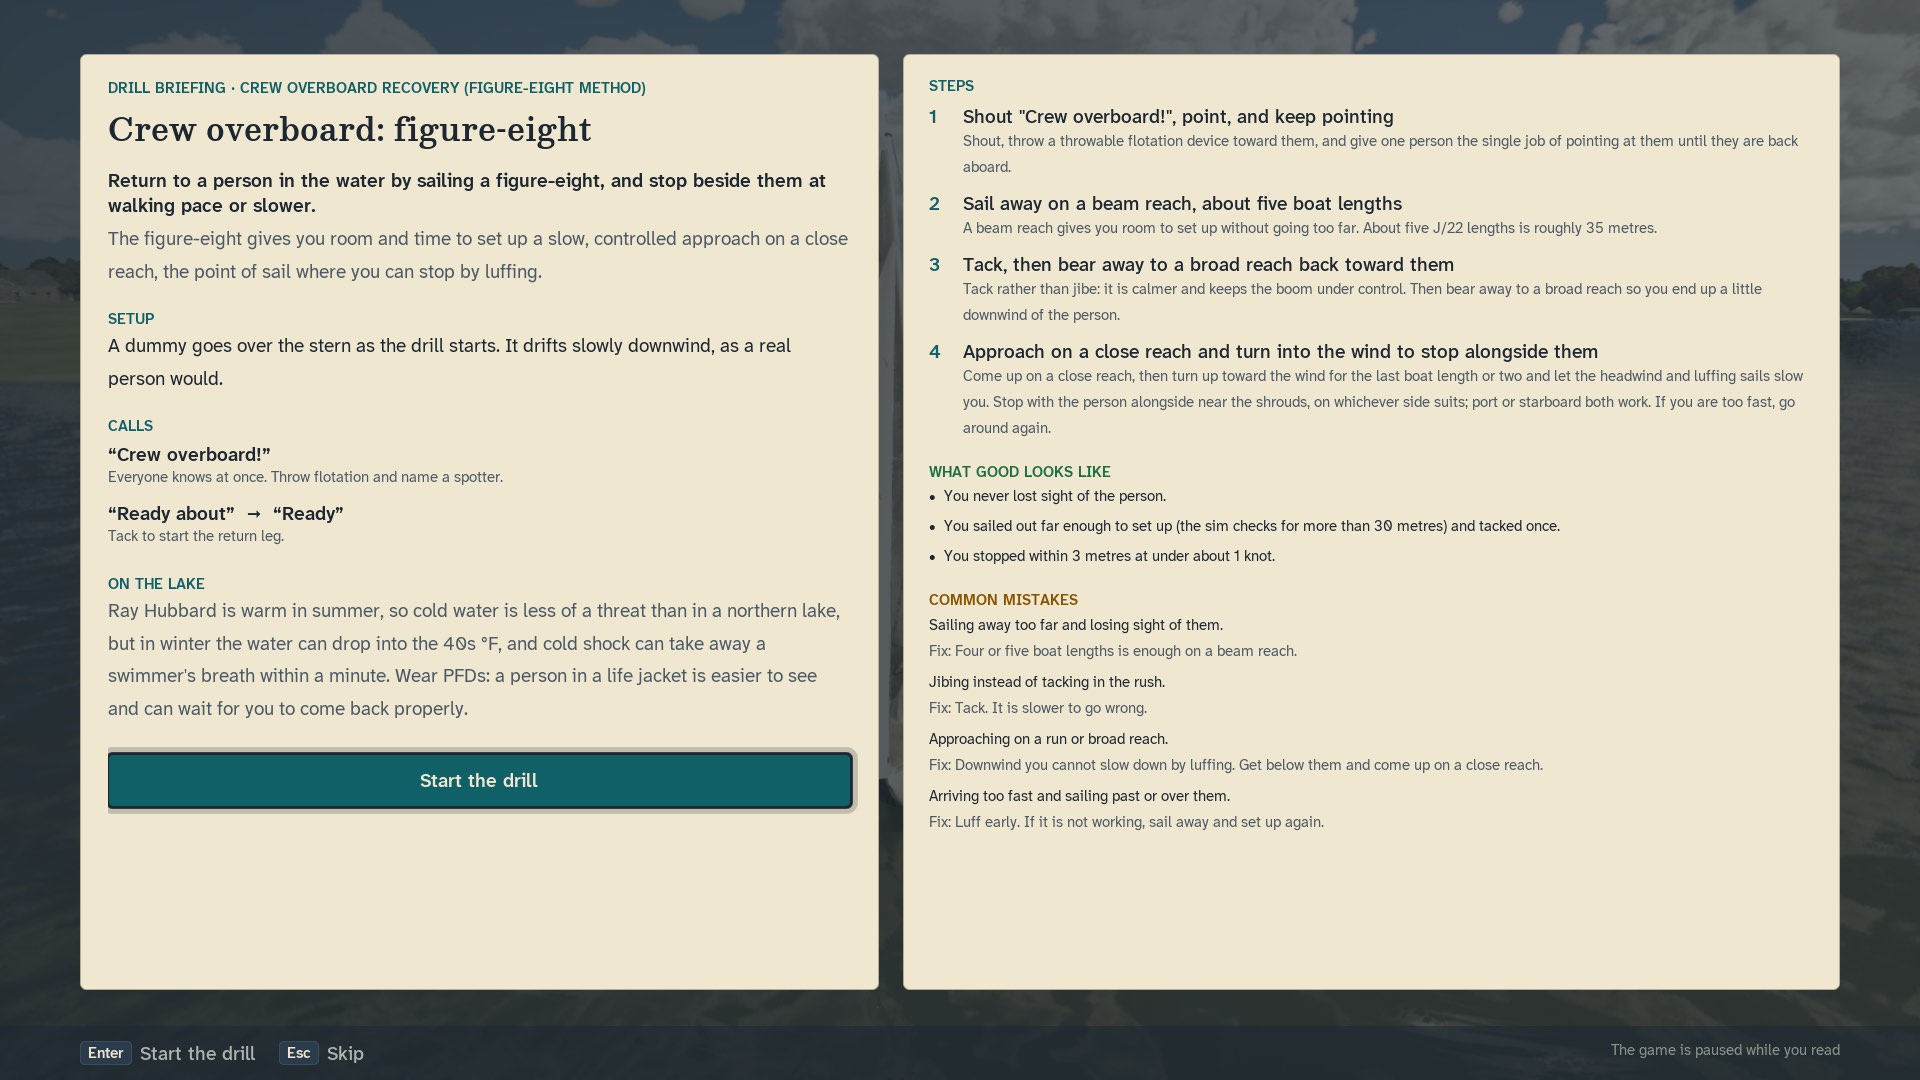 DRILL BRIEFING · CREW OVERBOARD RECOVERY (FIGURE-EIGHT METHOD)
Crew overboard: figure-eight
Return to a person in the water by sailing a figure-eight, and stop beside them at
walking pace or slower.
The figure-eight gives you room and time to set up a slow, controlled approach on a close
reach, the point of sail where you can stop by luffing.
SETUP
A dummy goes over the stern as the drill starts. It drifts slowly downwind, as a real
person would.
CALLS
“Crew overboard!”
Everyone knows at once. Throw flotation and name a spotter.
“Ready about” → “Ready”
Tack to start the return leg.
ON THE LAKE
Ray Hubbard is warm in summer, so cold water is less of a threat than in a northern lake,
but in winter the water can drop into the 40s °F, and cold shock can take away a
swimmer's breath within a minute. Wear PFDs: a person in a life jacket is easier to see
and can wait for you to come back properly.
Start the drill
STEPS
1 Shout "Crew overboard!", point, and keep pointing
Shout, throw a throwable flotation device toward them, and give one person the single job of pointing at them until they are back
aboard.
2 Sail away on a beam reach, about five boat lengths
A beam reach gives you room to set up without going too far. About five J/22 lengths is roughly 35 metres.
3 Tack, then bear away to a broad reach back toward them
Tack rather than jibe: it is calmer and keeps the boom under control. Then bear away to a broad reach so you end up a little
downwind of the person.
4 Approach on a close reach and turn into the wind to stop alongside them
Come up on a close reach, then turn up toward the wind for the last boat length or two and let the headwind and luffing sails slow
you. Stop with the person alongside near the shrouds, on whichever side suits; port or starboard both work. If you are too fast, go
around again.
WHAT GOOD LOOKS LIKE
• You never lost sight of the person.
• You sailed out far enough to set up (the sim checks for more than 30 metres) and tacked once.
• You stopped within 3 metres at under about 1 knot.
COMMON MISTAKES
Sailing away too far and losing sight of them.
Fix: Four or five boat lengths is enough on a beam reach.
Jibing instead of tacking in the rush.
Fix: Tack. It is slower to go wrong.
Approaching on a run or broad reach.
Fix: Downwind you cannot slow down by luffing. Get below them and come up on a close reach.
Arriving too fast and sailing past or over them.
Fix: Luff early. If it is not working, sail away and set up again.
Enter Start the drill Esc Skip
The game is paused while you read